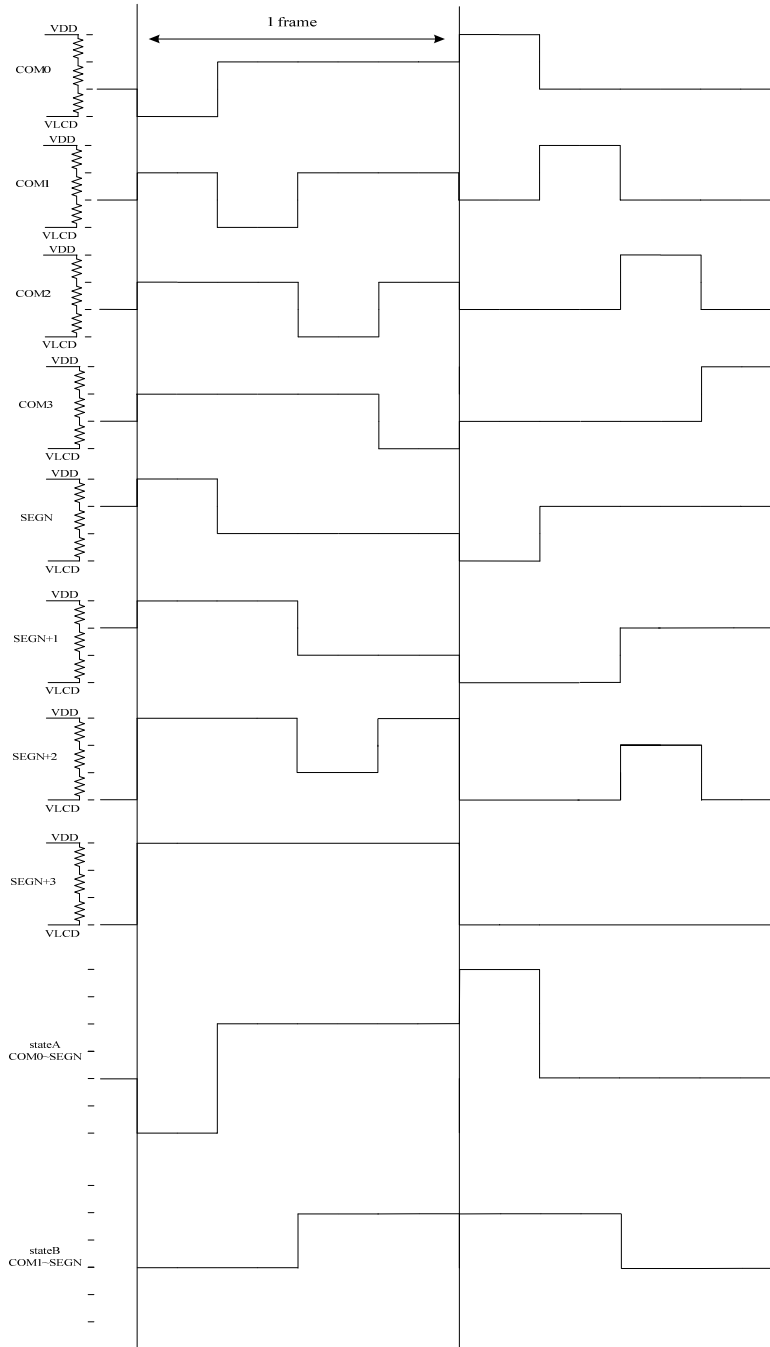 1 frame
VDD
COM0
VLCD
VDD
COM1
VLCD
VDD
COM2
VLCD
VDD
COM3
VLCD
VDD
SEGN
VLCD
VDD
SEGN+1
VLCD
VDD
SEGN+2
VLCD
VDD
SEGN+3
VLCD
stateA
COM0~SEGN
stateB
COM1~SEGN